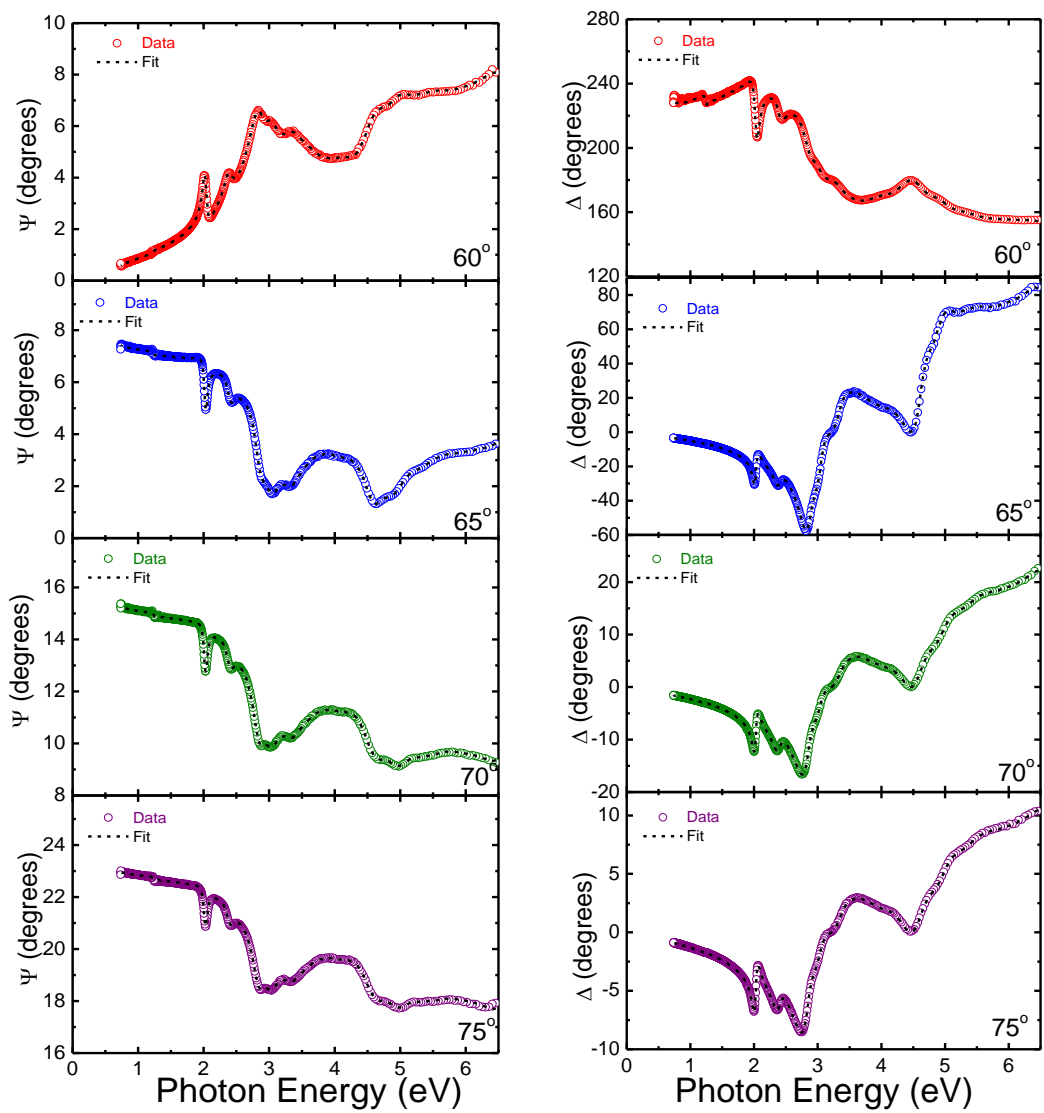 10
8
6
4
2
0
Ψ (degrees)
Data
Fit
60°
8
6
4
2
0
Ψ (degrees)
Data
Fit
65°
16
14
12
10
8
Ψ (degrees)
Data
Fit
70°
24
22
20
18
16
Ψ (degrees)
Data
Fit
75°
0 1 2 3 4 5 6
Photon Energy (eV)
280
240
200
160
120
Δ (degrees)
Data
Fit
60°
80
60
40
20
0
-20
-40
-60
Δ (degrees)
Data
Fit
65°
20
10
0
-10
-20
Δ (degrees)
Data
Fit
70°
10
5
0
-5
-10
Δ (degrees)
Data
Fit
75°
0 1 2 3 4 5 6
Photon Energy (eV)